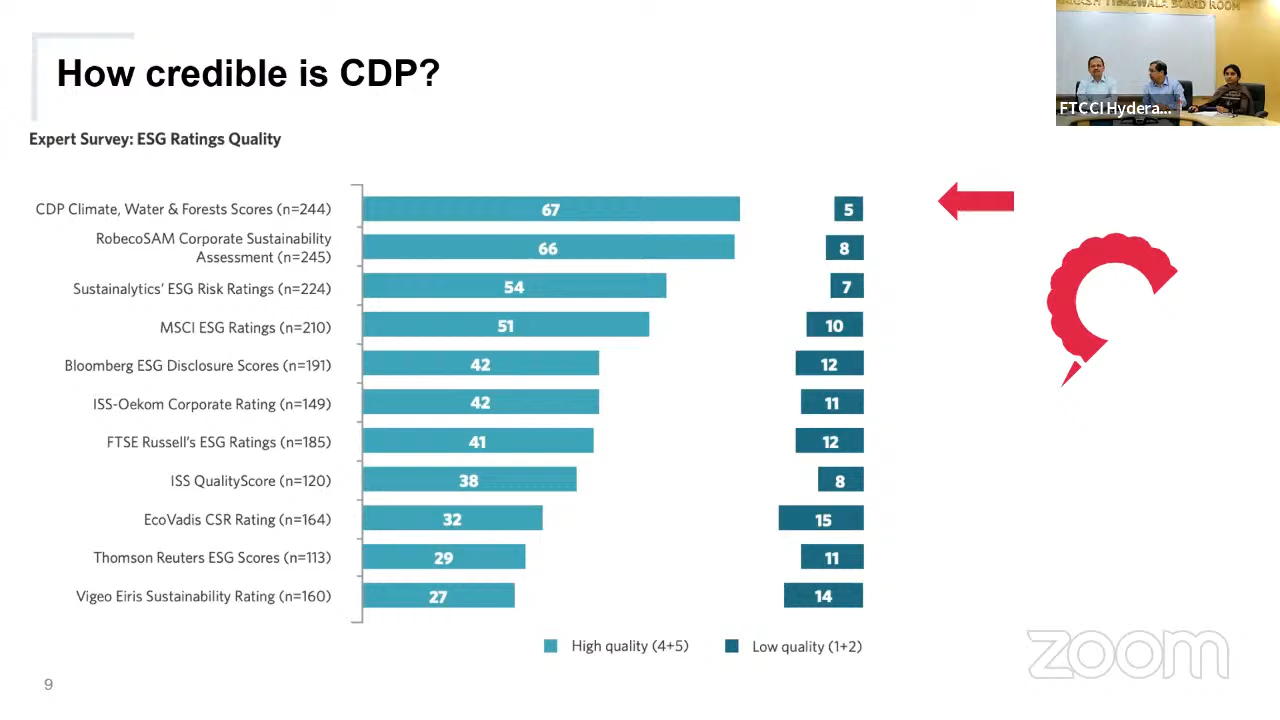 How credible is CDP?
TIBREWALA BOARD ROOM
FTCCI Hydera...
Expert Survey: ESG Ratings Quality
CDP Climate, Water & Forests Scores (n=244) 67 5
RobecoSAM Corporate Sustainability
Assessment (n=245) 66 8
Sustainalytics' ESG Risk Ratings (n=224) 54 7
MSCI ESG Ratings (n=210) 51 10
Bloomberg ESG Disclosure Scores (n=191) 42 12
ISS-Oekom Corporate Rating (n=149) 42 11
FTSE Russell's ESG Ratings (n=185) 41 12
ISS QualityScore (n=120) 38 8
EcoVadis CSR Rating (n=164) 32 15
Thomson Reuters ESG Scores (n=113) 29 11
Vigeo Eiris Sustainability Rating (n=160) 27 14
High quality (4+5) Low quality (1+2)
zoom
9